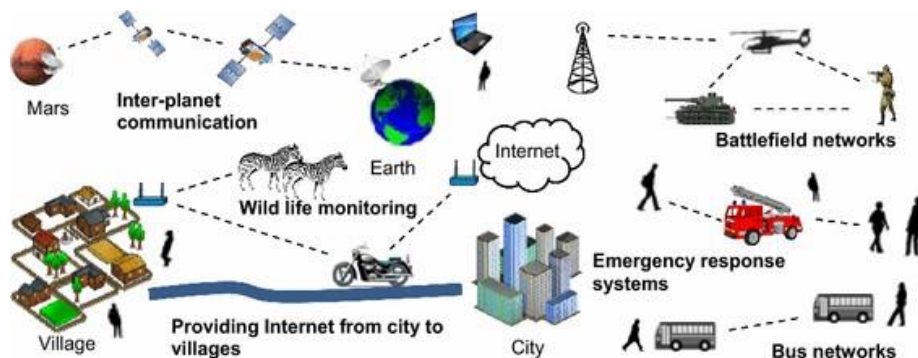 Mars
Inter-planet
communication
Earth
Battlefield networks
Internet
Wild life monitoring
Emergency response
systems
Village
Providing Internet from city to
villages
City
Bus networks